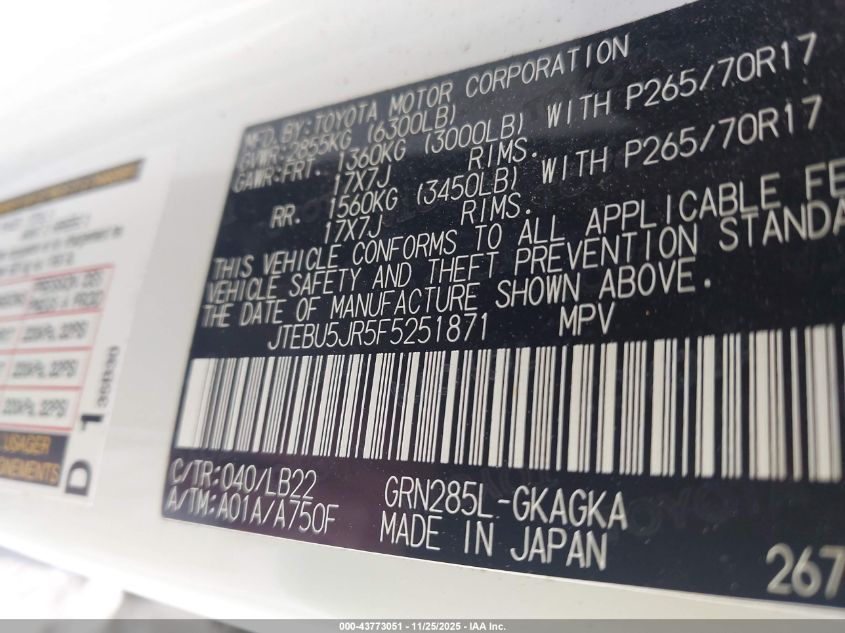 MFD.BY:TOYOTA MOTOR CORPORATION
GVWR:2855KG (6300LB)
GAWR:FRT. 1360KG (3000LB) WITH P265/70R17
17X7J RIMS.
RR. 1560KG (3450LB) WITH P265/70R17
17X7J RIMS.
THIS VEHICLE CONFORMS TO ALL APPLICABLE FE
VEHICLE SAFETY AND THEFT PREVENTION STANDA
THE DATE OF MANUFACTURE SHOWN ABOVE.
JTEBU5JR5F5251871 MPV
C/TR:040/LB22 GRN285L-GKAGKA
A/TM:A01A/A750F MADE IN JAPAN
267
USAGER
D 1
000-43773051 - 11/25/2025 - IAA Inc.